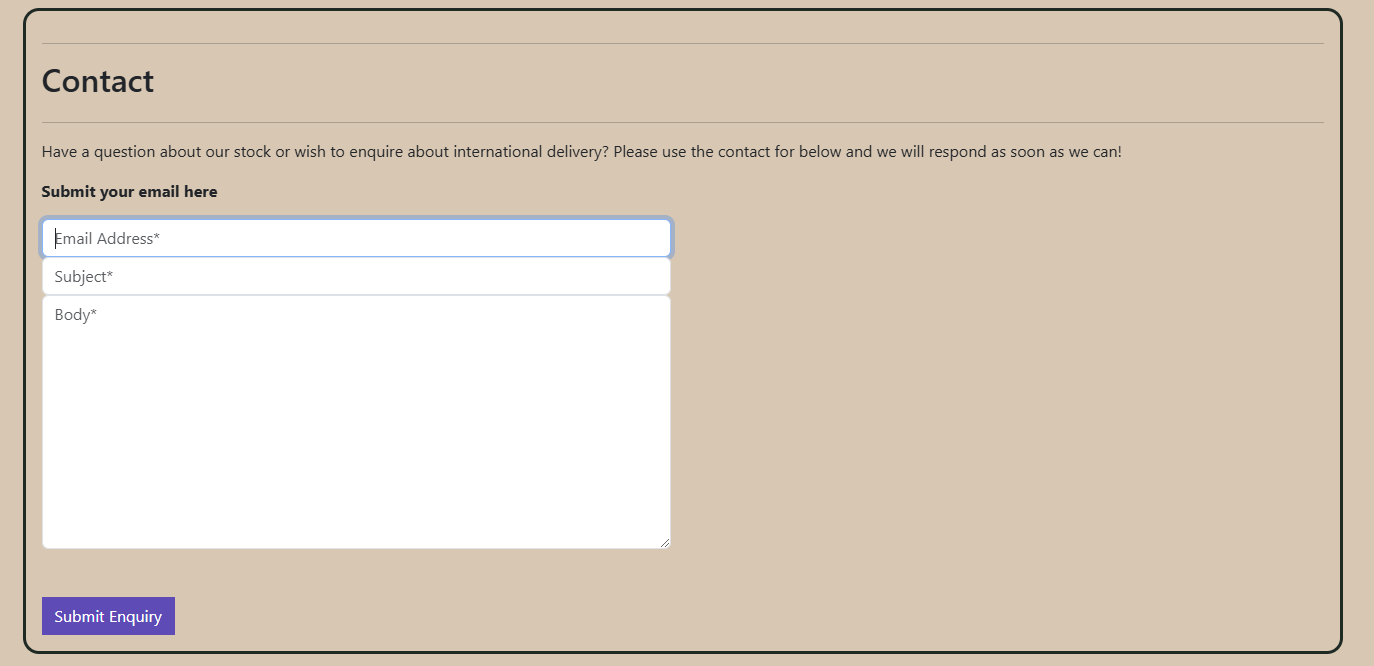 Contact
Have a question about our stock or wish to enquire about international delivery? Please use the contact for below and we will respond as soon as we can!
Submit your email here
Email Address*
Subject*
Body*
Submit Enquiry